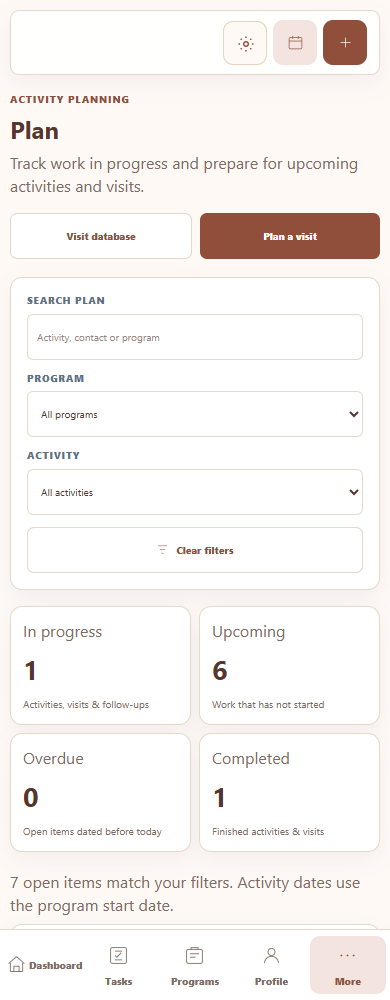 ACTIVITY PLANNING
Plan
Track work in progress and prepare for upcoming
activities and visits.
Visit database
Plan a visit
SEARCH PLAN
Activity, contact or program
PROGRAM
All programs
ACTIVITY
All activities
Clear filters
In progress
1
Activities, visits & follow-ups
Upcoming
6
Work that has not started
Overdue
0
Open items dated before today
Completed
1
Finished activities & visits
7 open items match your filters. Activity dates use
the program start date.
Dashboard
Tasks
Programs
Profile
More